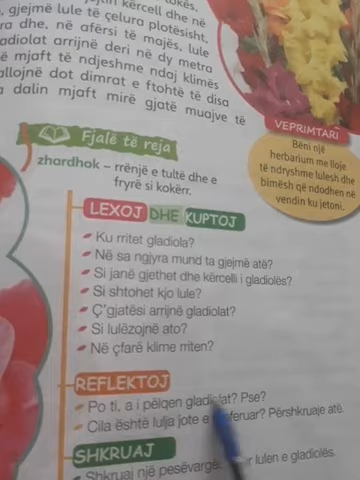 kërcell dhe në
gjejmë lule të çelura plotësisht,
dhe, në afërsi të majës, lule
arrijnë deri në dy metra
mjaft të ndjeshme ndaj klimës
dot dimrat e ftohtë të disa
dalin mjaft mirë gjatë muajve të
VEPRIMTARI
Bëni një
herbarium me lloje
të ndryshme lulesh dhe
bimësh që ndodhen në
vendin ku jetoni.
Fjalë të reja
zhardhok – rrënjë e tultë dhe e
fryrë si kokërr.
LEXOJ DHE KUPTOJ
Ku rritet gladiola?
Në sa ngjyra mund ta gjejmë atë?
Si janë gjethet dhe kërcelli i gladiolës?
Si shtohet kjo lule?
Ç'gjatësi arrijnë gladiolat?
Si lulëzojnë ato?
Në çfarë klime rriten?
REFLEKTOJ
Po ti, a i pëlqen gladiolat? Pse?
Cila është lulja jote e Përshkruaje atë.
SHKRUAJ
Shkruaj një lulen e gladiolës.